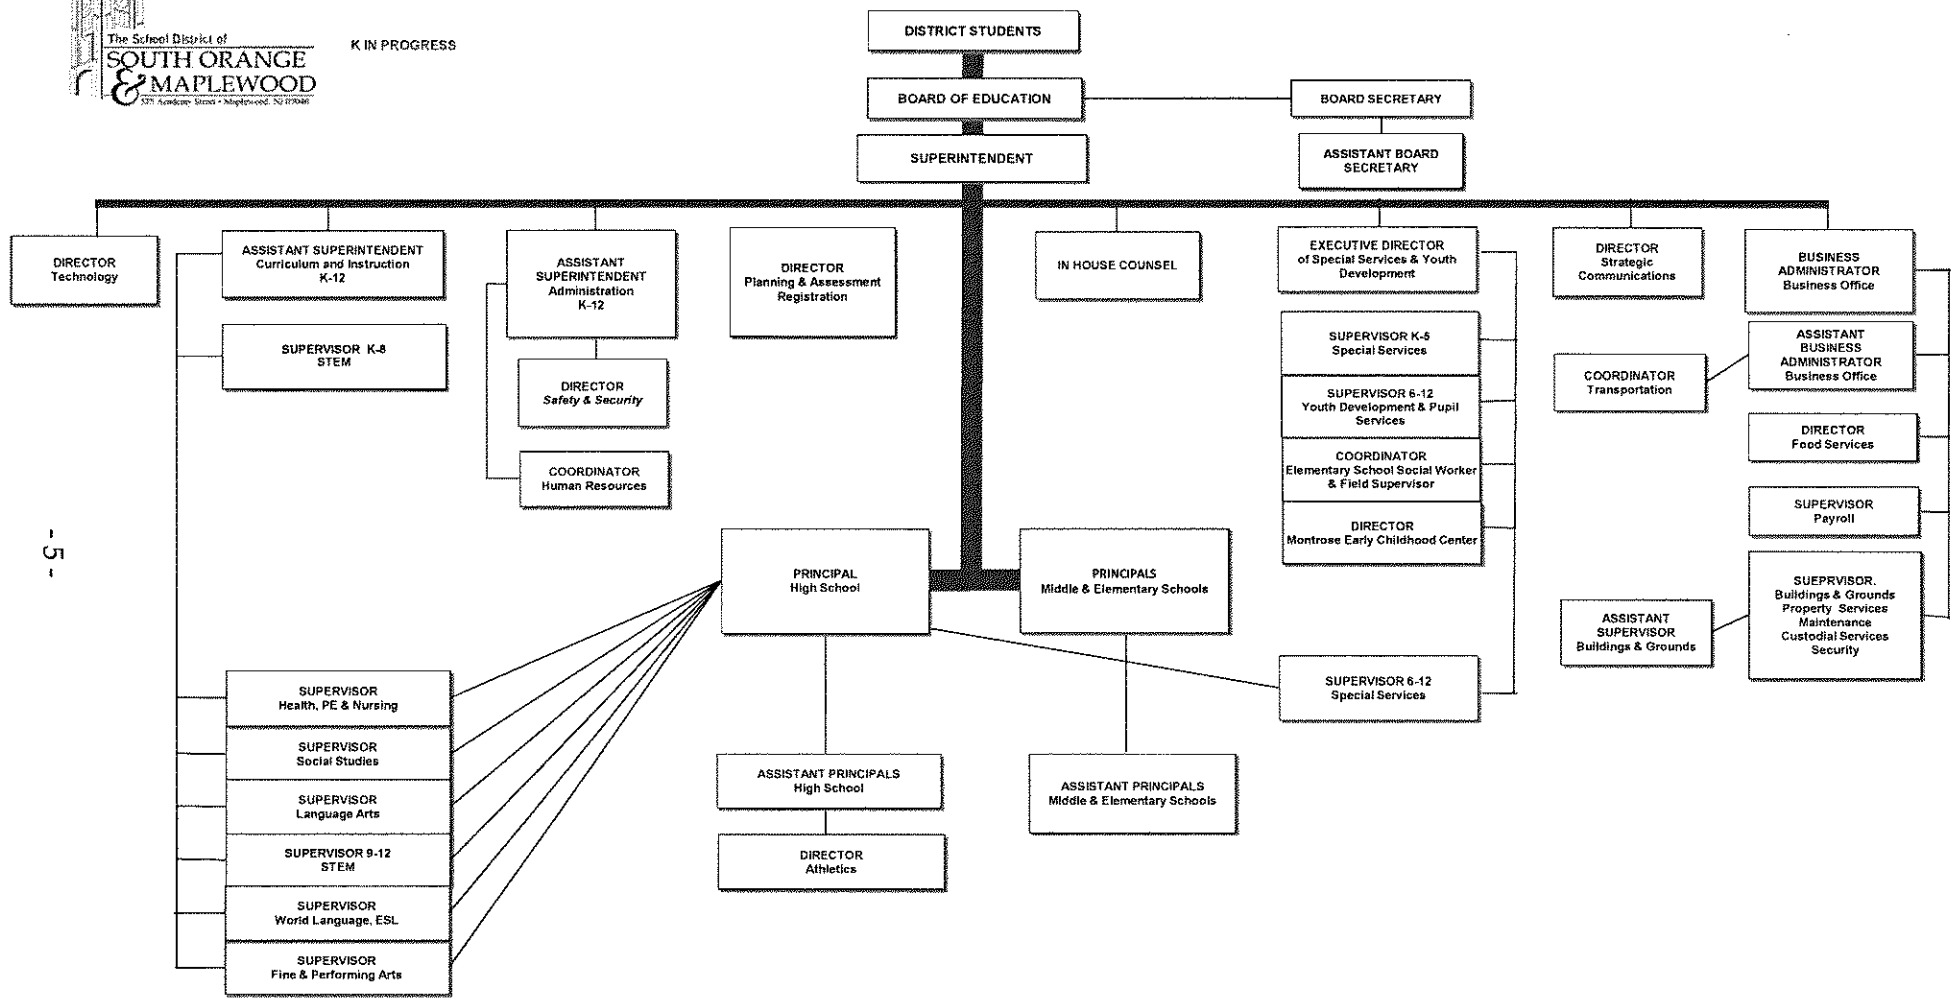 The School District of
SOUTH ORANGE
& MAPLEWOOD
525 Academy Street • Maplewood, NJ 07040
K IN PROGRESS
DISTRICT STUDENTS
BOARD OF EDUCATION
BOARD SECRETARY
SUPERINTENDENT
ASSISTANT BOARD
SECRETARY
DIRECTOR
Technology
ASSISTANT SUPERINTENDENT
Curriculum and Instruction
K-12
ASSISTANT
SUPERINTENDENT
Administration
K-12
DIRECTOR
Planning & Assessment
Registration
IN HOUSE COUNSEL
EXECUTIVE DIRECTOR
of Special Services & Youth
Development
DIRECTOR
Strategic
Communications
BUSINESS
ADMINISTRATOR
Business Office
SUPERVISOR K-8
STEM
DIRECTOR
Safety & Security
COORDINATOR
Human Resources
SUPERVISOR K-5
Special Services
SUPERVISOR 6-12
Youth Development & Pupil
Services
COORDINATOR
Elementary School Social Worker
& Field Supervisor
DIRECTOR
Montrose Early Childhood Center
COORDINATOR
Transportation
ASSISTANT
BUSINESS
ADMINISTRATOR
Business Office
DIRECTOR
Food Services
SUPERVISOR
Payroll
SUEPRVISOR.
Buildings & Grounds
Property Services
Maintenance
Custodial Services
Security
ASSISTANT
SUPERVISOR
Buildings & Grounds
- 5 -
PRINCIPAL
High School
PRINCIPALS
Middle & Elementary Schools
SUPERVISOR 6-12
Special Services
SUPERVISOR
Health, PE & Nursing
SUPERVISOR
Social Studies
SUPERVISOR
Language Arts
SUPERVISOR 9-12
STEM
SUPERVISOR
World Language, ESL
SUPERVISOR
Fine & Performing Arts
ASSISTANT PRINCIPALS
High School
DIRECTOR
Athletics
ASSISTANT PRINCIPALS
Middle & Elementary Schools